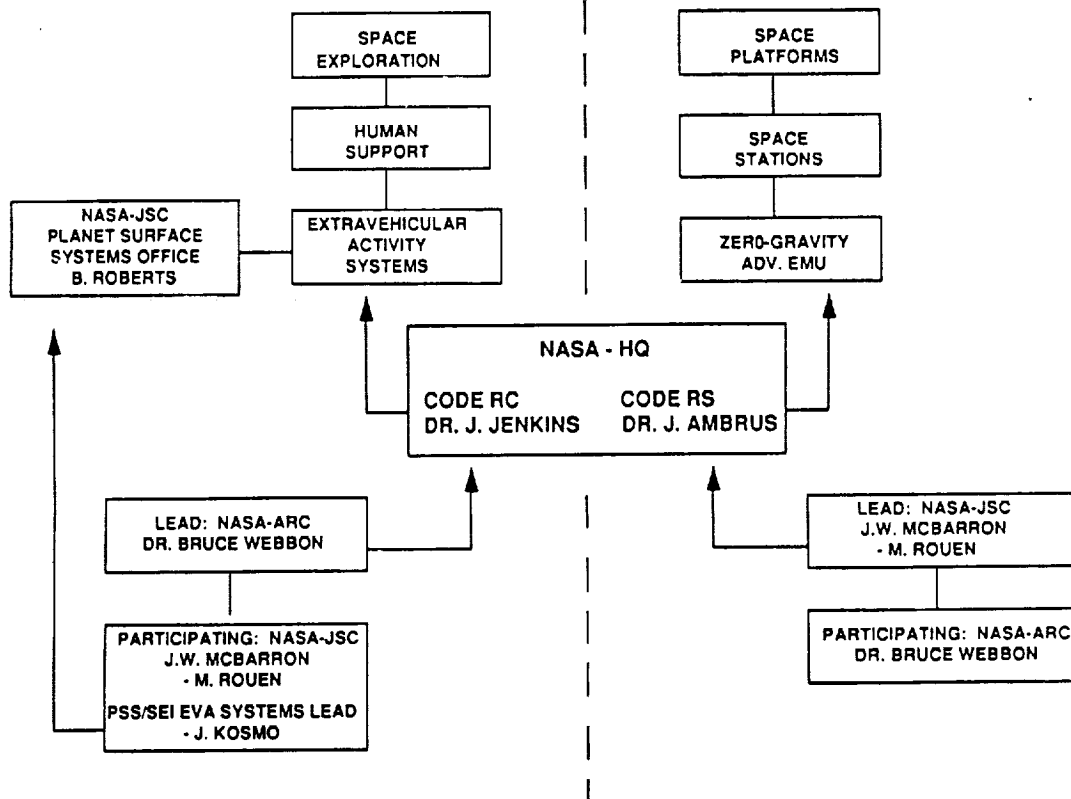 SPACE
EXPLORATION
HUMAN
SUPPORT
NASA-JSC
PLANET SURFACE
SYSTEMS OFFICE
B. ROBERTS
EXTRAVEHICULAR
ACTIVITY
SYSTEMS
SPACE
PLATFORMS
SPACE
STATIONS
ZERO-GRAVITY
ADV. EMU
NASA - HQ
CODE RC
DR. J. JENKINS
CODE RS
DR. J. AMBRUS
LEAD: NASA-ARC
DR. BRUCE WEBBON
PARTICIPATING: NASA-JSC
J.W. MCBARRON
- M. ROUEN
PSS/SEI EVA SYSTEMS LEAD
- J. KOSMO
LEAD: NASA-JSC
J.W. MCBARRON
- M. ROUEN
PARTICIPATING: NASA-ARC
DR. BRUCE WEBBON